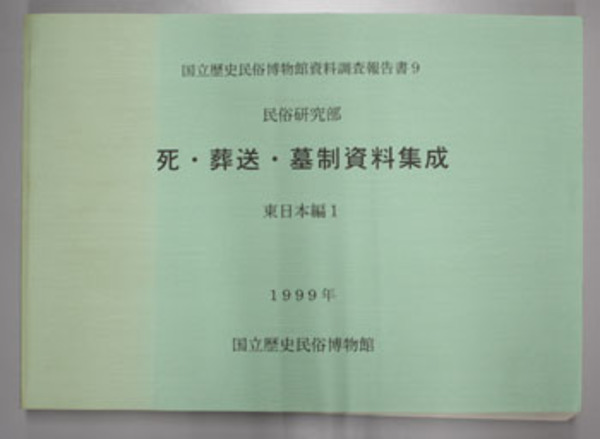 国立歴史民俗博物館資料調査報告書9
民俗研究部
死・葬送・墓制資料集成
東日本編1
1999年
国立歴史民俗博物館